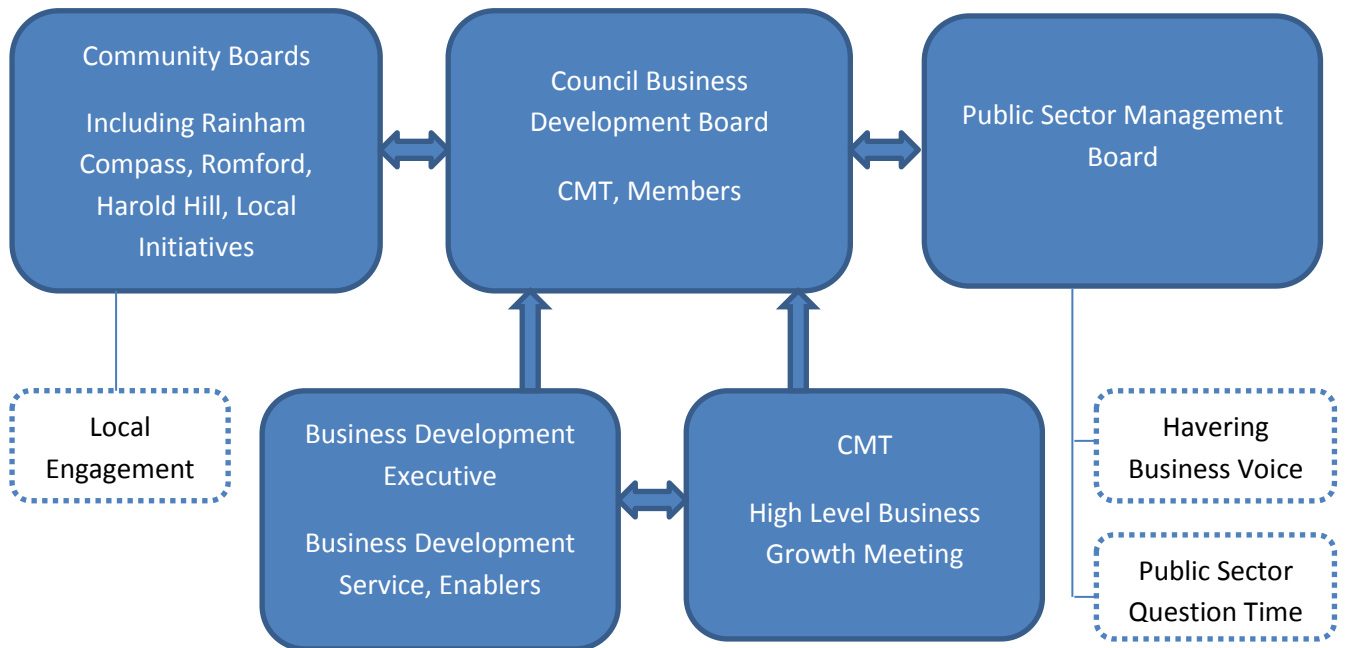 Community Boards
Including Rainham
Compass, Romford,
Harold Hill, Local
Initiatives
Council Business
Development Board
CMT, Members
Public Sector Management
Board
Local
Engagement
Business Development
Executive
Business Development
Service, Enablers
CMT
High Level Business
Growth Meeting
Havering
Business Voice
Public Sector
Question Time